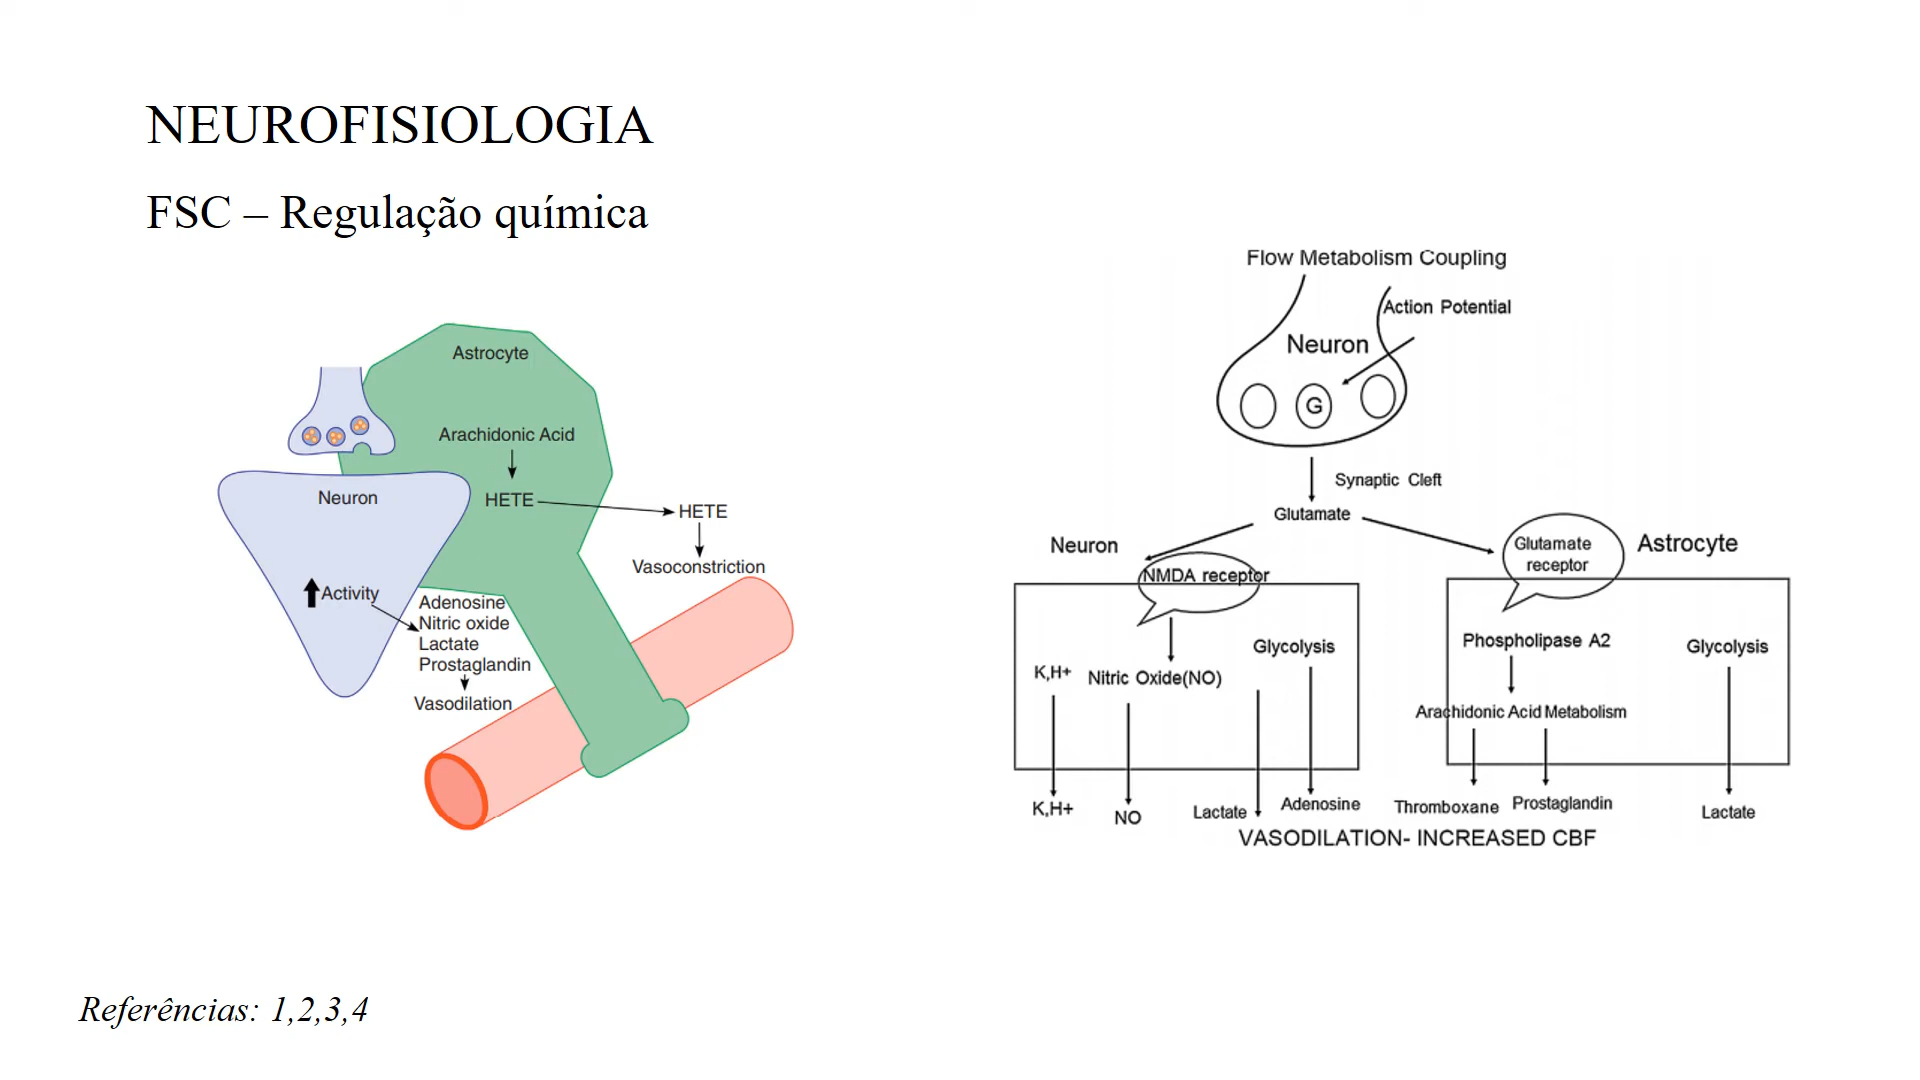 NEUROFISIOLOGIA
FSC – Regulação química
Astrocyte
Arachidonic Acid
HETE
HETE
Neuron
Vasoconstriction
Activity
Adenosine
Nitric oxide
Lactate
Prostaglandin
Vasodilation
Flow Metabolism Coupling
Action Potential
Neuron
G
Synaptic Cleft
Glutamate
Neuron
NMDA receptor
Glutamate
receptor
Astrocyte
K,H+
Nitric Oxide(NO)
Glycolysis
Phospholipase A2
Glycolysis
Arachidonic Acid Metabolism
K,H+
NO
Lactate
Adenosine
Thromboxane
Prostaglandin
Lactate
VASODILATION- INCREASED CBF
Referências: 1,2,3,4